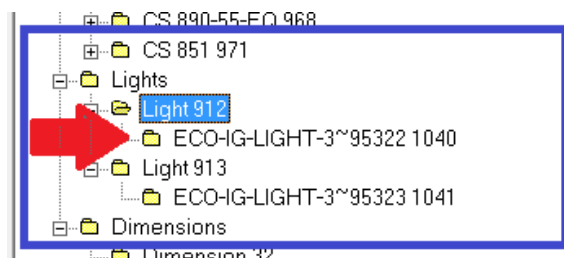 CS 890-55-EQ 968
CS 851 971
Lights
Light 912
ECO-IG-LIGHT-3~95322 1040
Light 913
ECO-IG-LIGHT-3~95323 1041
Dimensions
Dimension 32